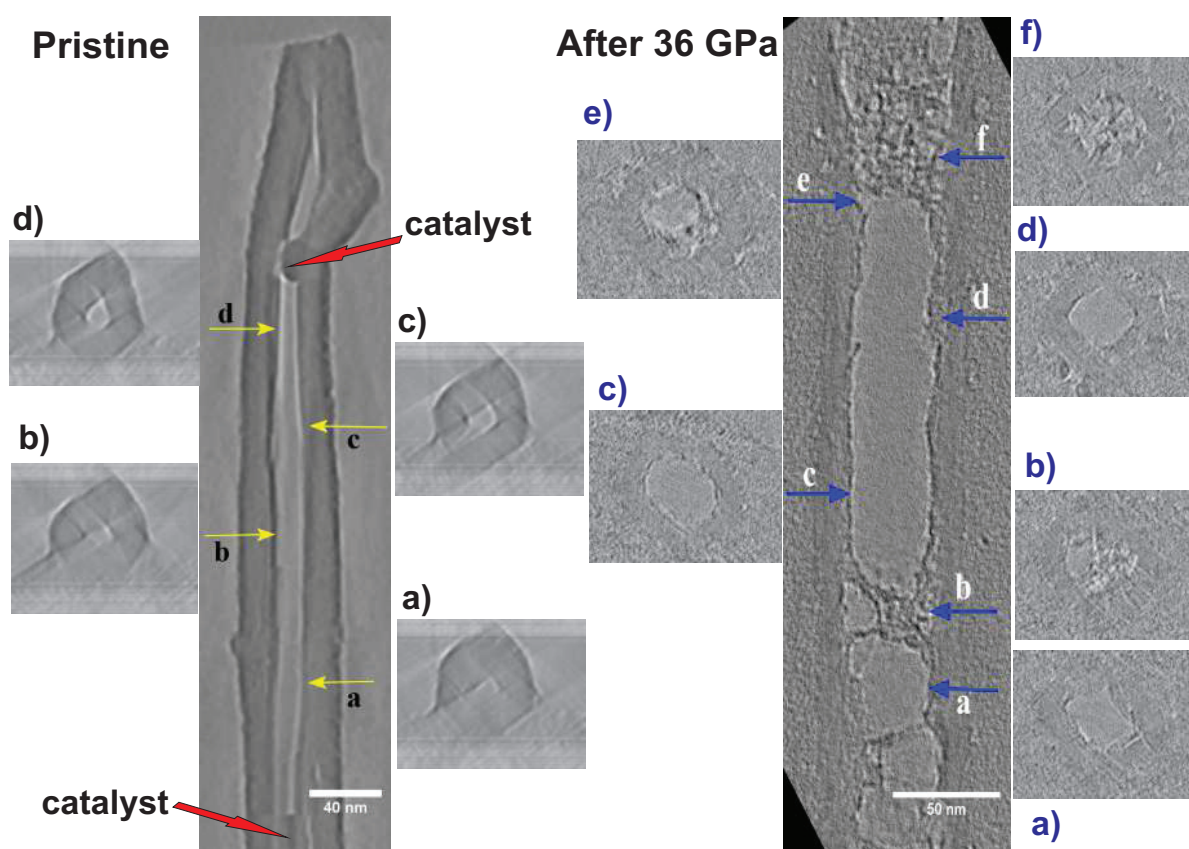 Pristine
After 36 GPa
f)
e)
f
e
catalyst
d)
d
c)
d)
d
c)
c
b)
b
c
b)
b
a)
a
a
40 nm
50 nm
catalyst
a)